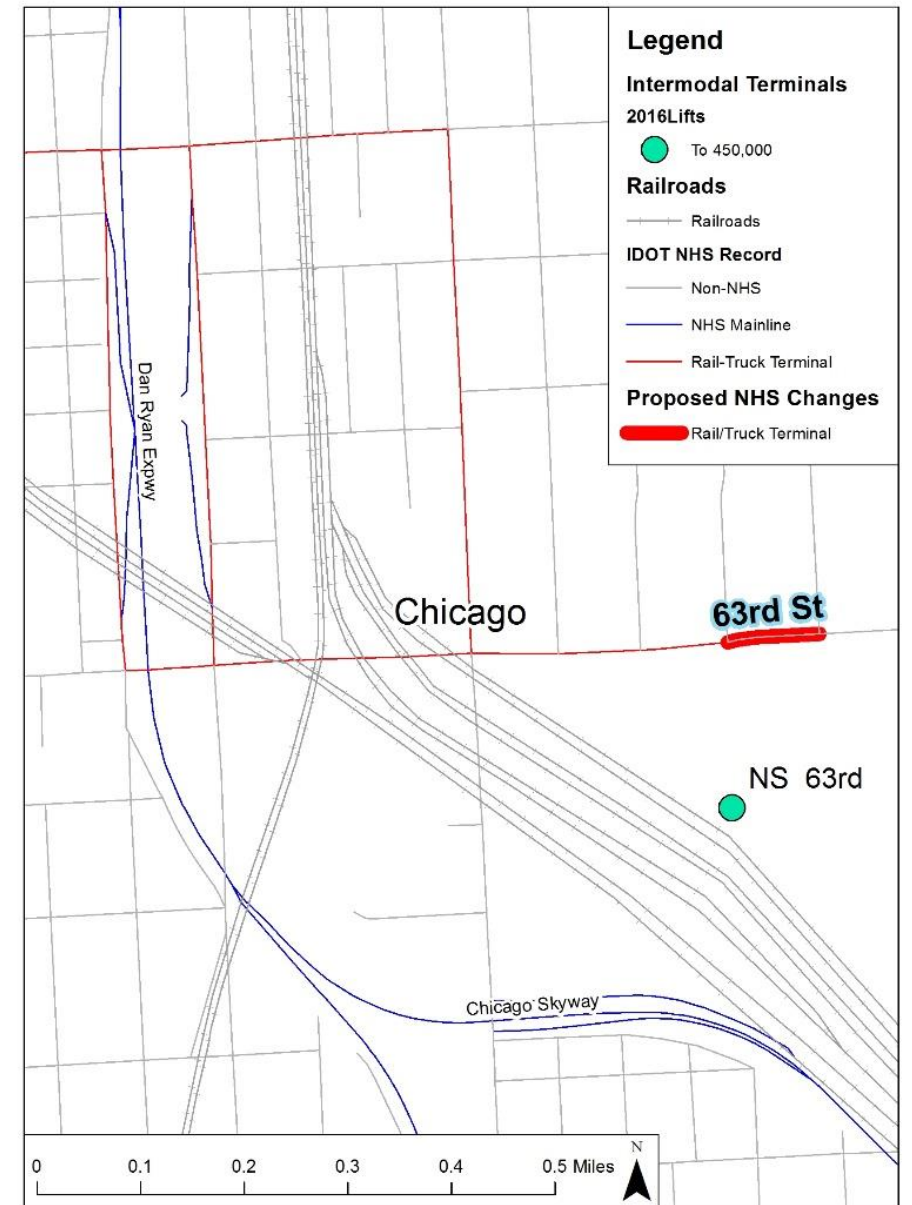 Legend
Intermodal Terminals
2016Lifts
To 450,000
Railroads
Railroads
IDOT NHS Record
Non-NHS
NHS Mainline
Rail-Truck Terminal
Proposed NHS Changes
Rail/Truck Terminal
Dan Ryan Expwy
Chicago
63rd St
NS 63rd
Chicago Skyway
0 0.1 0.2 0.3 0.4 0.5 Miles
N